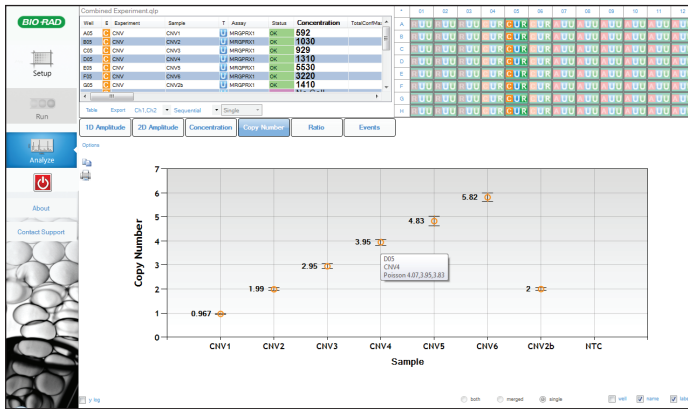 Combined Experiment.qlp
BIO-RAD
Well E Experiment Sample T Assay Status Concentration TotalConfMax
A05 C CNV CNV1 U MRGPRX1 OK 592
B05 C CNV CNV2 U MRGPRX1 OK 1030
C05 C CNV CNV3 U MRGPRX1 OK 929
D05 C CNV CNV4 U MRGPRX1 OK 1310
E05 C CNV CNV5 U MRGPRX1 OK 5530
F05 C CNV CNV6 U MRGPRX1 OK 3220
G05 C CNV CNV2b U MRGPRX1 OK 1410
01 02 03 04 05 06 07 08 09 10 11 12
A
B
C
D
E
F
G
H
Setup
Run
Analyze
About
Contact Support
Table Export Ch1,Ch2 Sequential Single
1D Amplitude 2D Amplitude Concentration Copy Number Ratio Events
Options
Copy Number
7
6
5
4
3
2
1
0
0.967
1.99
2.95
3.95
4.83
5.82
2
D05
CNV4
Poisson 4.07,3.95,3.83
CNV1 CNV2 CNV3 CNV4 CNV5 CNV6 CNV2b NTC
Sample
y log both merged single well name